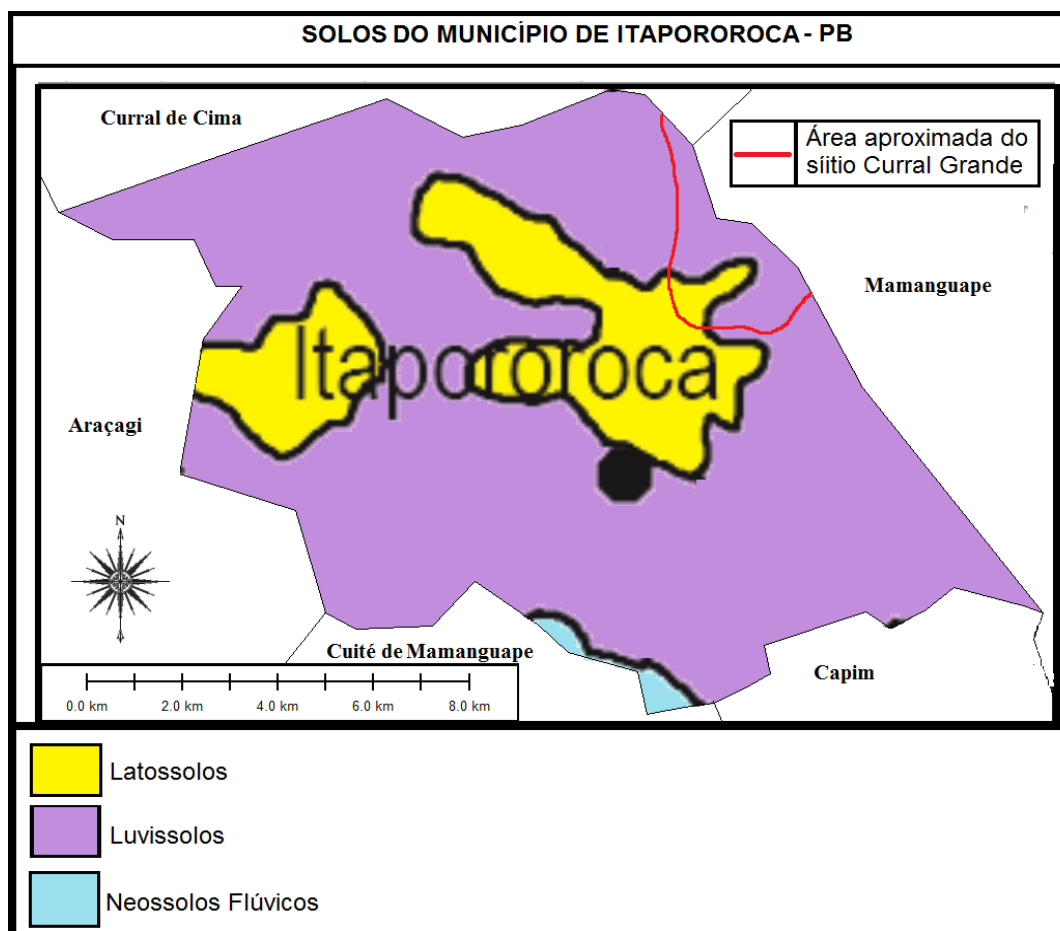 SOLOS DO MUNICÍPIO DE ITAPOROROCA - PB
Curral de Cima
Área aproximada do
síitio Curral Grande
Mamanguape
Itapororoca
Araçagi
N
Cuité de Mamanguape
Capim
0.0 km 2.0 km 4.0 km 6.0 km 8.0 km
Latossolos
Luvissolos
Neossolos Flúvicos